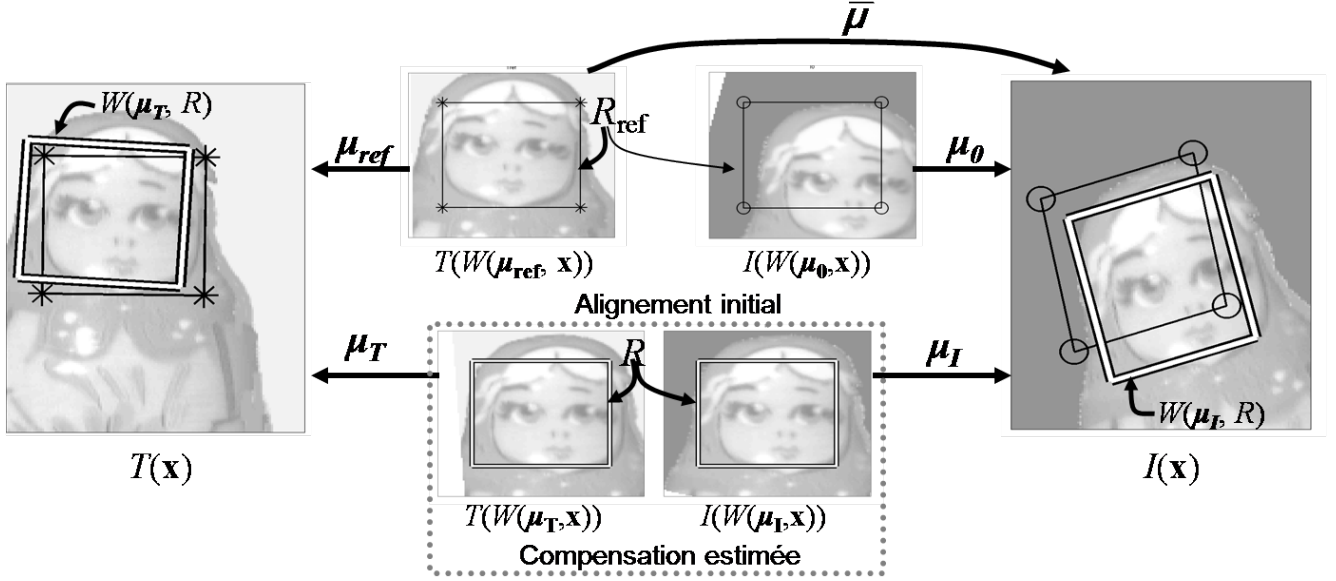 μ̄
W(μ_T, R)
R_ref
μ_ref
μ_0
T(W(μ_ref, x))
I(W(μ_0,x))
Alignement initial
μ_T
R
μ_I
W(μ_I, R)
T(x)
I(x)
T(W(μ_T,x))
I(W(μ_I,x))
Compensation estimée